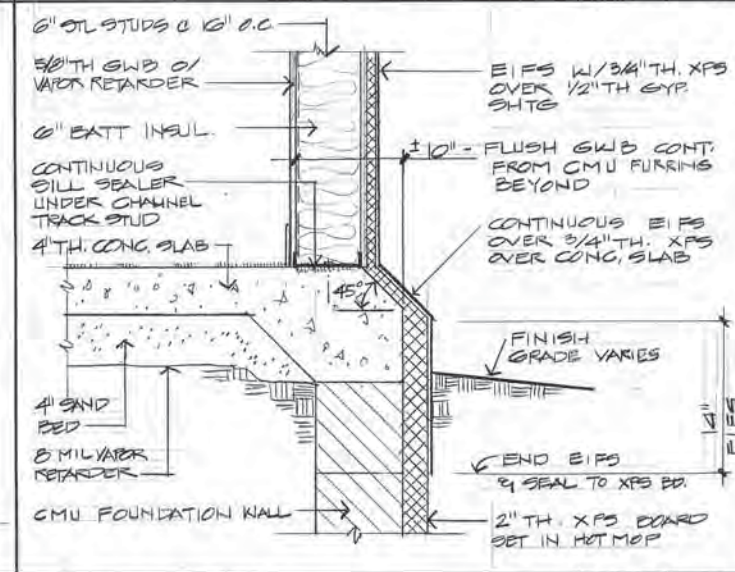 6" STL STUDS @ 16" O.C
5/8"TH GWB O/
VAPOR RETARDER
6" BATT INSUL.
CONTINUOUS
SILL SEALER
UNDER CHANNEL
TRACK STUD
4"TH. CONC. SLAB
4" SAND
BED
8 MIL VAPOR
RETARDER
CMU FOUNDATION WALL
45°
EIFS W/ 3/4" TH. XPS
OVER 1/2" TH GYP.
SHTG
± 10" - FLUSH GWB CONT.
FROM CMU FURRING
BEYOND
CONTINUOUS EIFS
OVER 3/4" TH. XPS
OVER CONC. SLAB
FINISH
GRADE VARIES
14"
EIFS
END EIFS
& SEAL TO XPS BD.
2" TH. XPS BOARD
SET IN HOT MOP